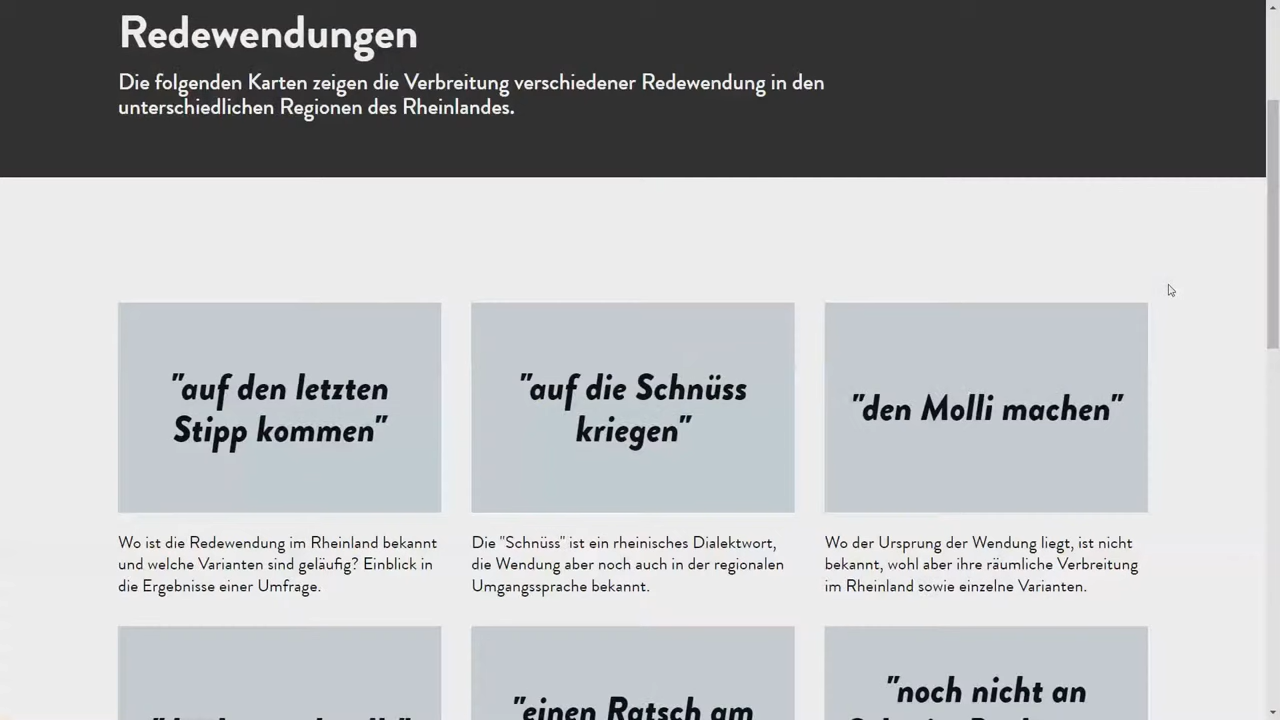 Redewendungen
Die folgenden Karten zeigen die Verbreitung verschiedener Redewendung in den
unterschiedlichen Regionen des Rheinlandes.
"auf den letzten
Stipp kommen"
Wo ist die Redewendung im Rheinland bekannt
und welche Varianten sind geläufig? Einblick in
die Ergebnisse einer Umfrage.
"auf die Schnüss
kriegen"
Die "Schnüss" ist ein rheinisches Dialektwort,
die Wendung aber noch auch in der regionalen
Umgangssprache bekannt.
"den Molli machen"
Wo der Ursprung der Wendung liegt, ist nicht
bekannt, wohl aber ihre räumliche Verbreitung
im Rheinland sowie einzelne Varianten.
"einen Ratsch am
"noch nicht an